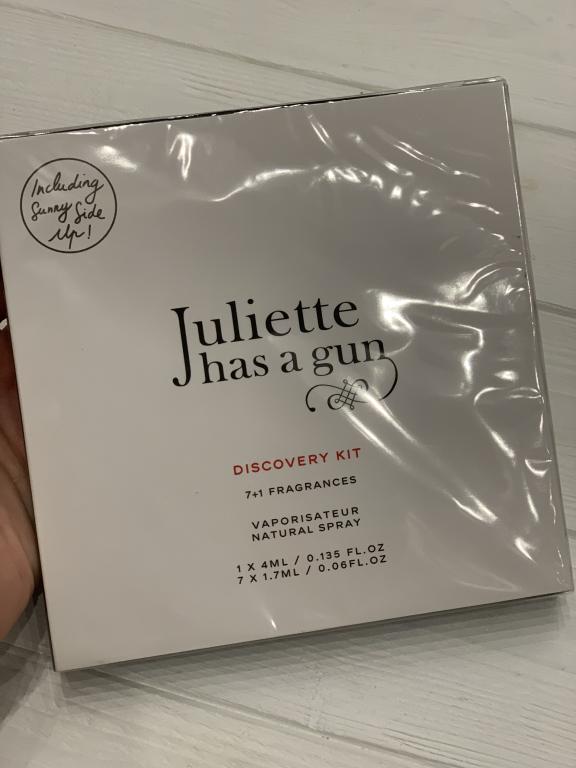 Including
Sunny Side
Up!
Juliette
has a gun
DISCOVERY KIT
7+1 FRAGRANCES
VAPORISATEUR
NATURAL SPRAY
1 X 4ML / 0.135 FL.OZ
7 X 1.7ML / 0.06FL.OZ